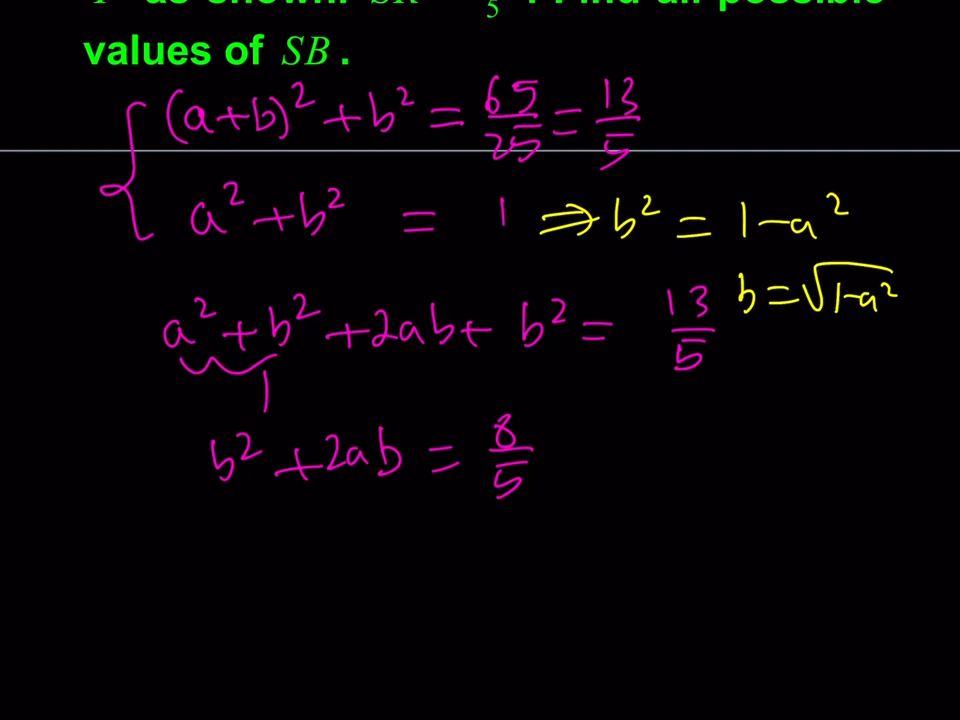 5
values of SB .
(a+b)² + b² = 65/25 = 13/5
a² + b² = 1 ⇒ b² = 1-a²
b = √1-a²
a² + b² + 2ab + b² = 13/5
1
b² + 2ab = 8/5